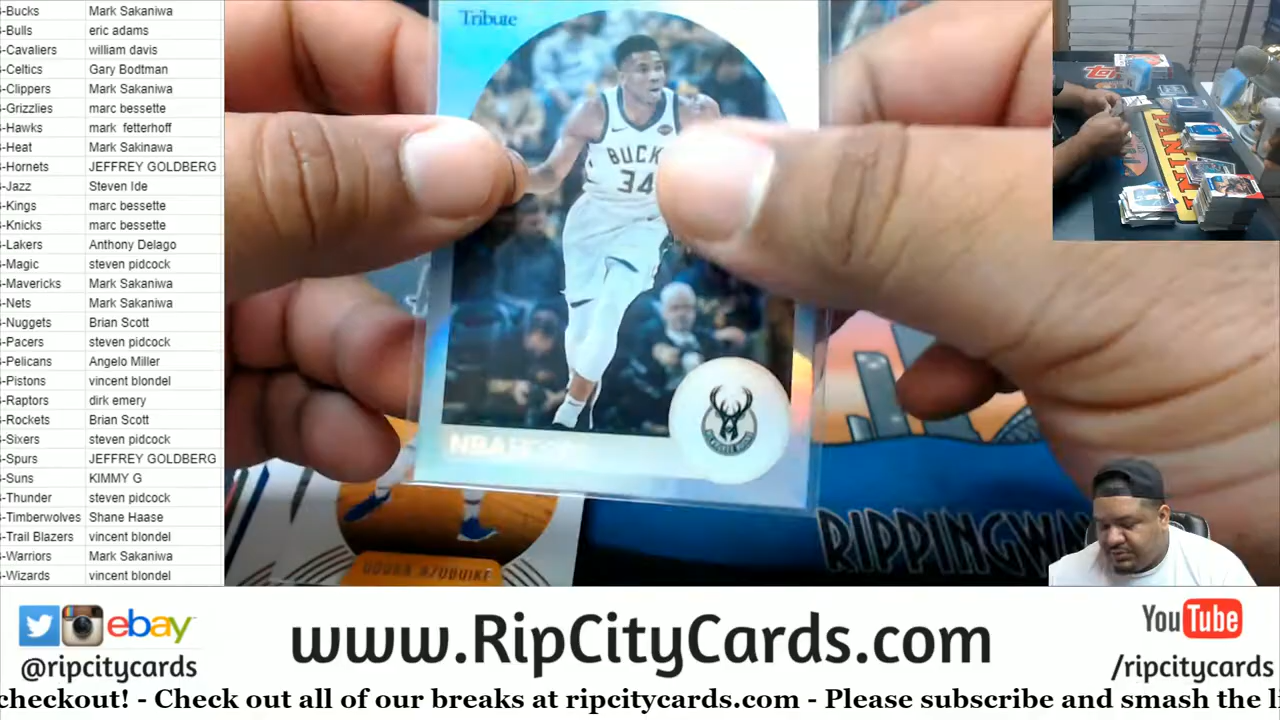 -Bucks Mark Sakaniwa
-Bulls eric adams
-Cavaliers william davis
-Celtics Gary Bodtman
-Clippers Mark Sakaniwa
-Grizzlies marc bessette
-Hawks mark fetterhoff
-Heat Mark Sakinawa
-Hornets JEFFREY GOLDBERG
-Jazz Steven Ide
-Kings marc bessette
-Knicks marc bessette
-Lakers Anthony Delago
-Magic steven pidcock
-Mavericks Mark Sakaniwa
-Nets Mark Sakaniwa
-Nuggets Brian Scott
-Pacers steven pidcock
-Pelicans Angelo Miller
-Pistons vincent blondel
-Raptors dirk emery
-Rockets Brian Scott
-Sixers steven pidcock
-Spurs JEFFREY GOLDBERG
-Suns KIMMY G
-Thunder steven pidcock
-Timberwolves Shane Haase
-Trail Blazers vincent blondel
-Warriors Mark Sakaniwa
-Wizards vincent blondel
Tribute
BUCK
34
NBA
UDOKA AZUBUIKE
RIPPINGWA
PANINI
ebay
@ripcitycards
www.RipCityCards.com
YouTube
/ripcitycards
checkout! - Check out all of our breaks at ripcitycards.com - Please subscribe and smash the li